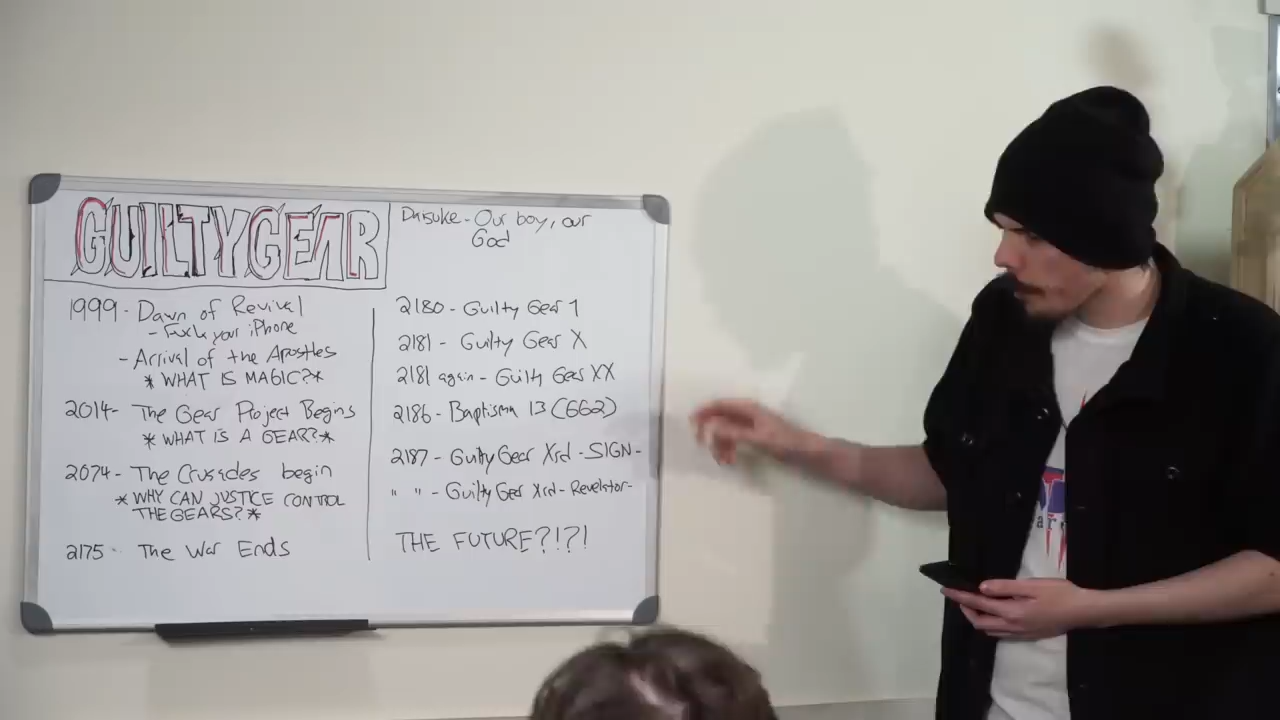 GUILTYGEAR
1999 - Dawn of Revival
- Fuck your iPhone
- Arrival of the Apostles
* WHAT IS MAGIC?*
2014 - The Gear Project Begins
* WHAT IS A GEAR?*
2074 - The Crusades begin
* WHY CAN JUSTICE CONTROL
THE GEARS?*
2175 - The War Ends
Daisuke - Our boy, our
God
2180 - Guilty Gear 1
2181 - Guilty Gear X
2181 again - Guilty Gear XX
2186 - Baptisma 13 (GG2)
2187 - Guilty Gear Xrd - SIGN -
" " - Guilty Gear Xrd - Revelator -
THE FUTURE?!?!